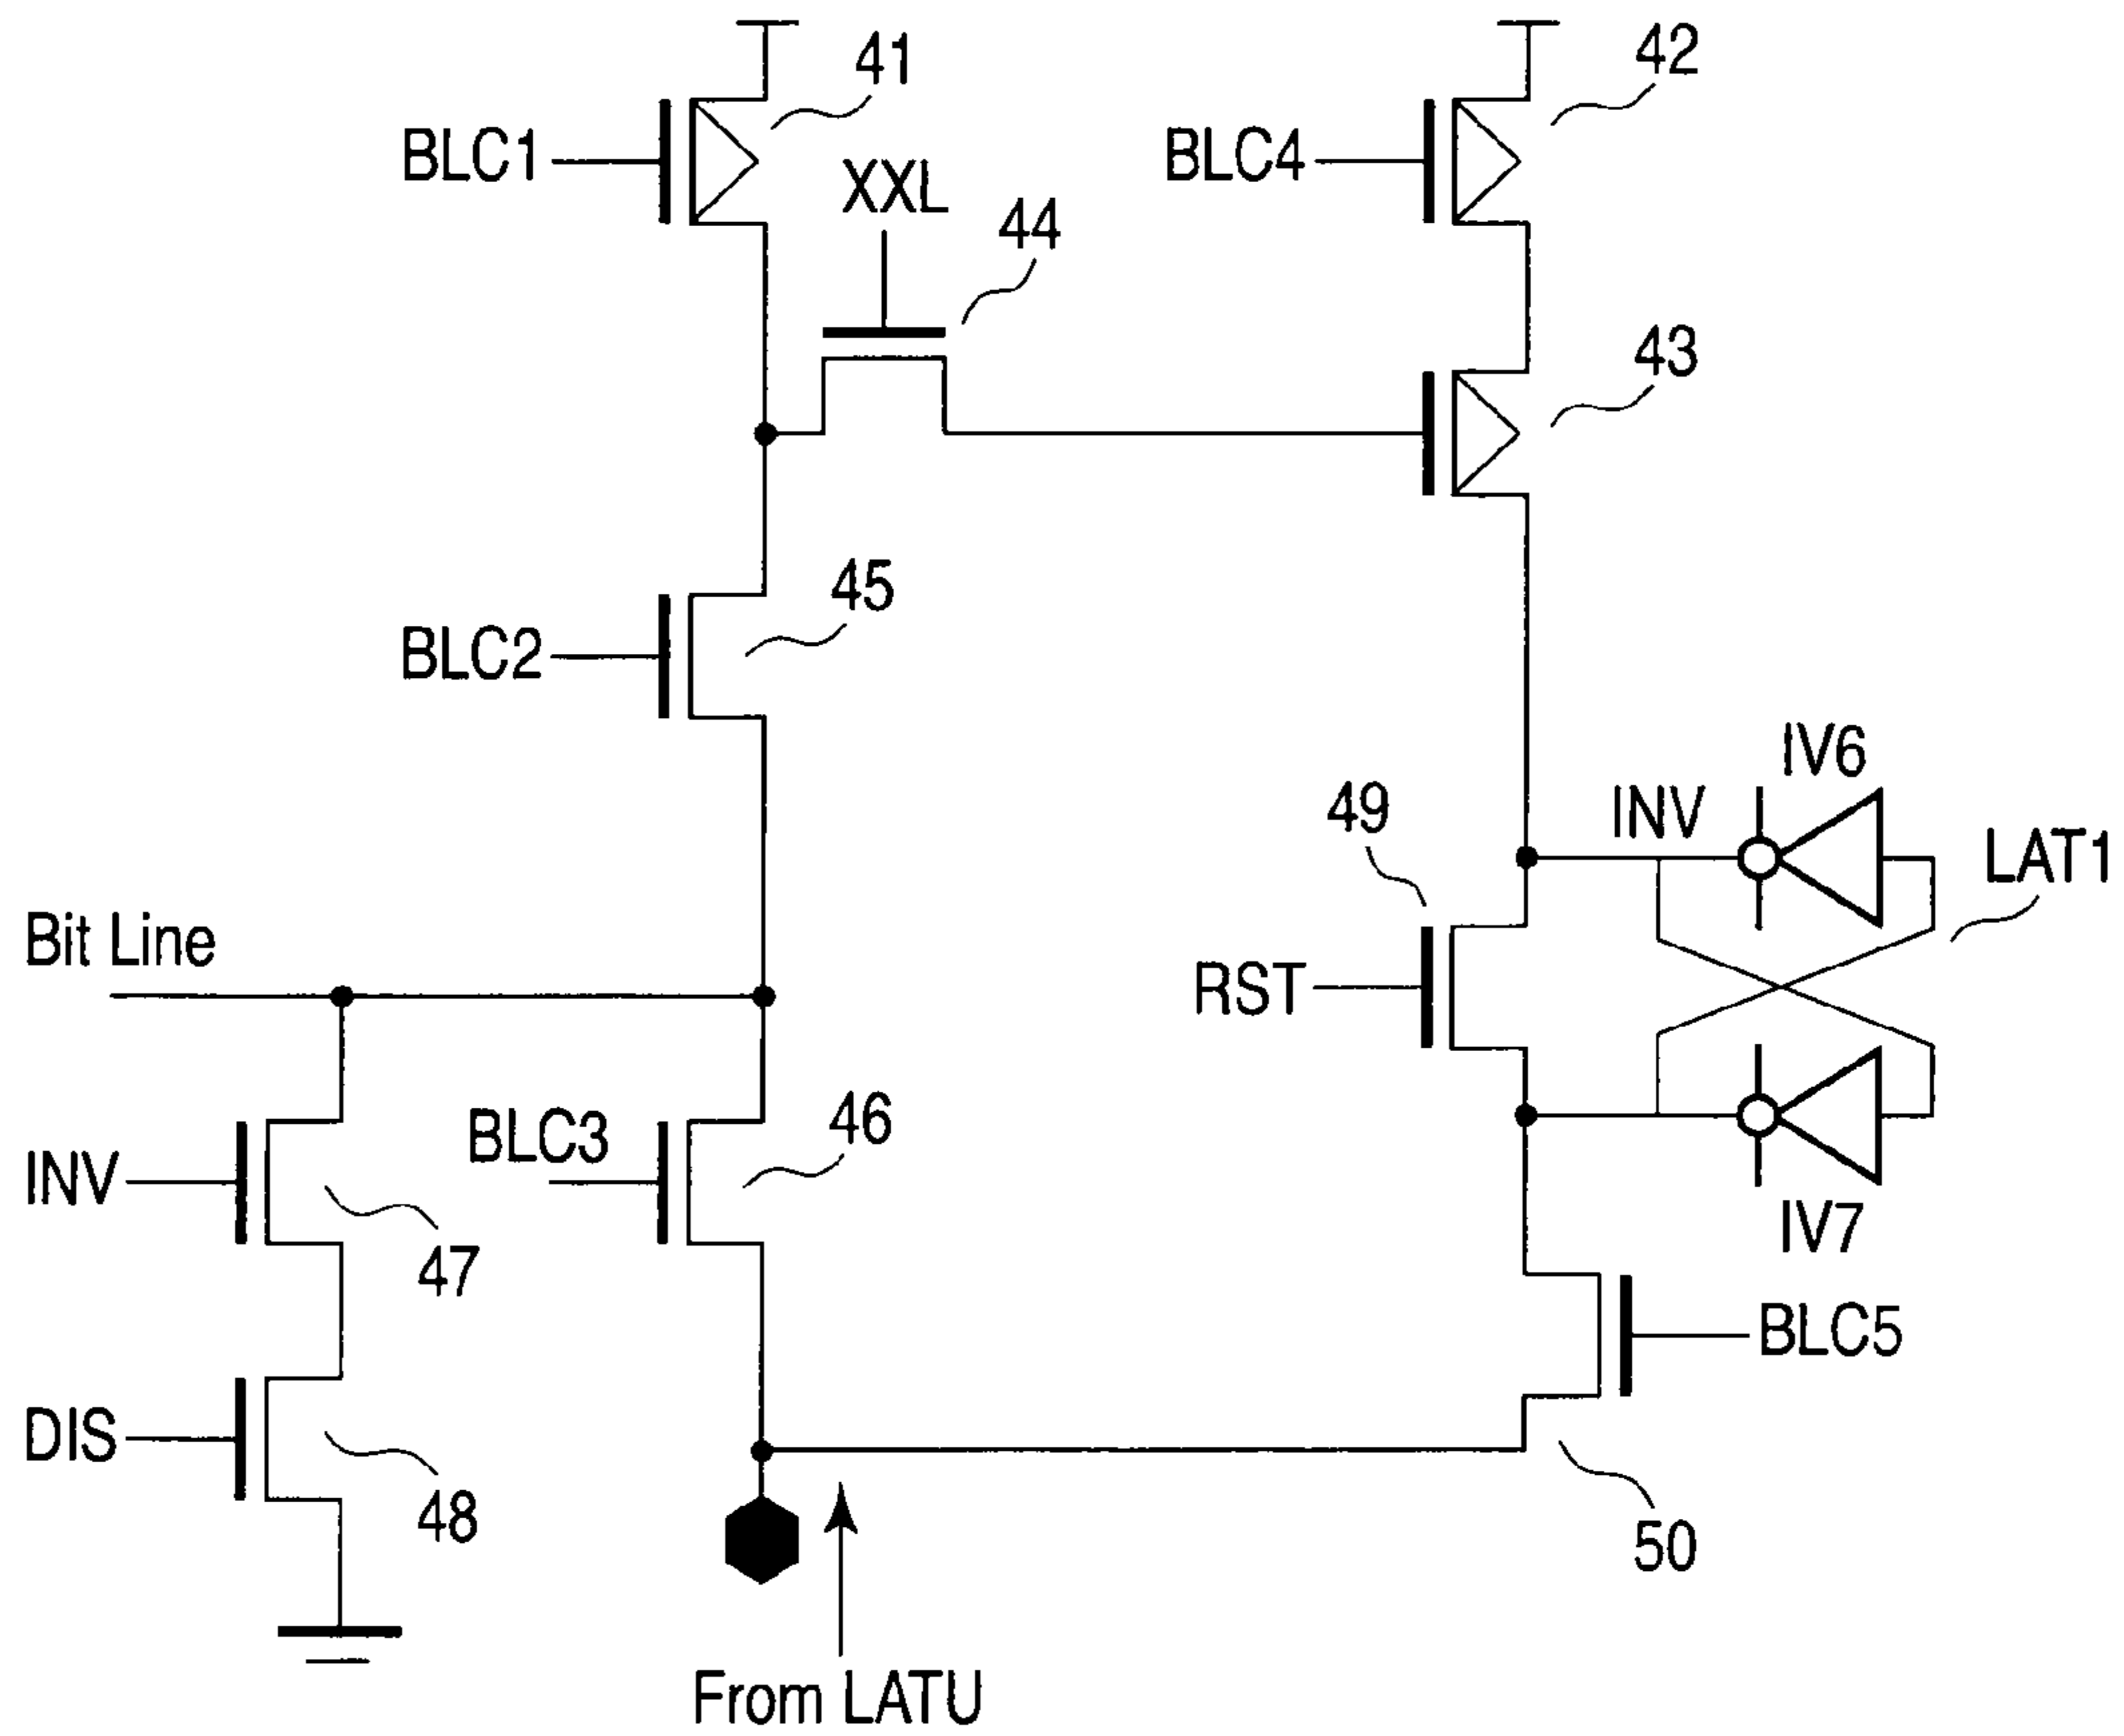 41
42
BLC1
BLC4
XXL
44
43
45
BLC2
IV6
INV
49
LAT1
Bit Line
RST
BLC3
46
INV
IV7
47
BLC5
DIS
48
50
From LATU